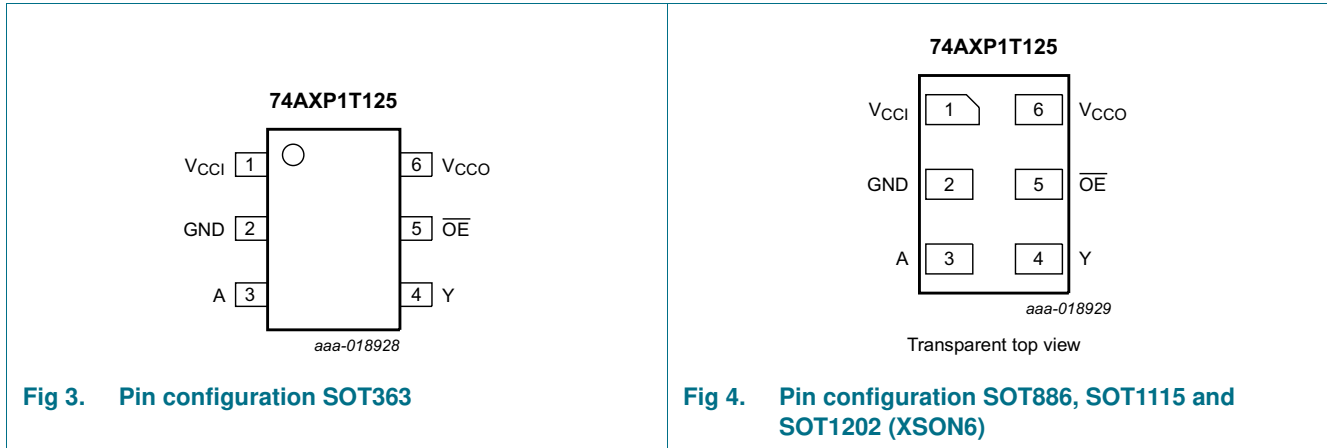 74AXP1T125
VCCI 1 6 VCCO
GND 2 5 OE
A 3 4 Y
aaa-018928
Fig 3. Pin configuration SOT363
74AXP1T125
VCCI 1 6 VCCO
GND 2 5 OE
A 3 4 Y
aaa-018929
Transparent top view
Fig 4. Pin configuration SOT886, SOT1115 and
SOT1202 (XSON6)